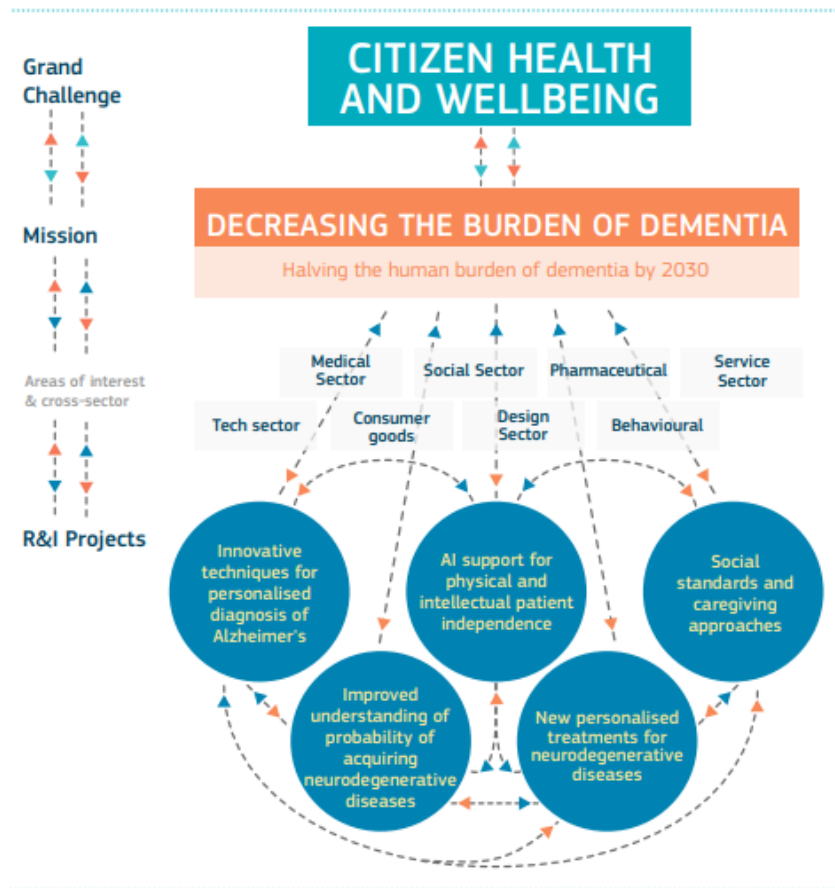 Grand
Challenge
CITIZEN HEALTH
AND WELLBEING
Mission
DECREASING THE BURDEN OF DEMENTIA
Halving the human burden of dementia by 2030
Areas of interest
& cross-sector
Medical
Sector
Social Sector
Pharmaceutical
Service
Sector
Tech sector
Consumer
goods
Design
Sector
Behavioural
R&I Projects
Innovative
techniques for
personalised
diagnosis of
Alzheimer's
AI support for
physical and
intellectual patient
independence
Social
standards and
caregiving
approaches
Improved
understanding of
probability of
acquiring
neurodegenerative
diseases
New personalised
treatments for
neurodegenerative
diseases